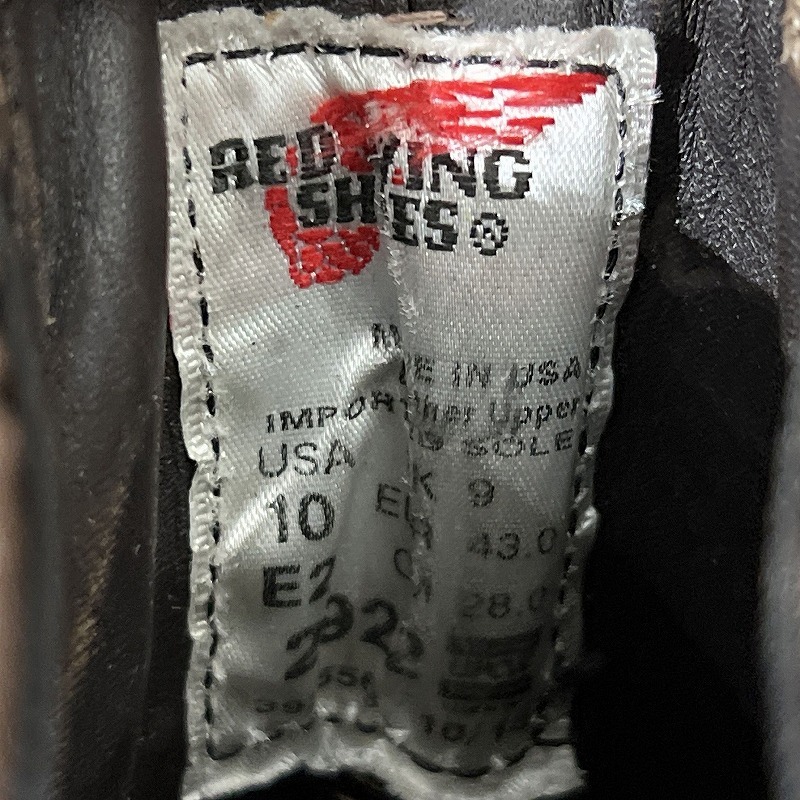 RED WING
SHOES®
MADE IN USA
Leather Upper
IMPORTED SOLE
USA
10
E2
UK 9
EUR 43.0
CM 28.0